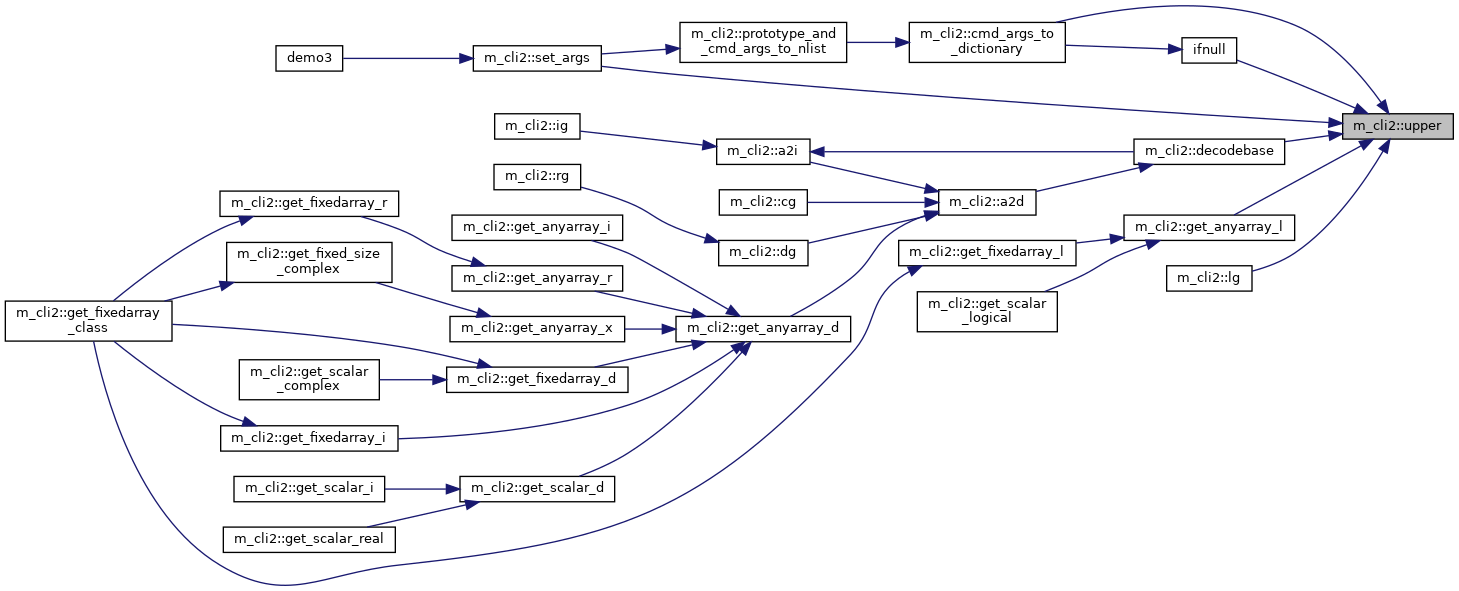 m_cli2::prototype_and
_cmd_args_to_nlist
m_cli2::cmd_args_to
_dictionary
ifnull
demo3
m_cli2::set_args
m_cli2::upper
m_cli2::ig
m_cli2::a2i
m_cli2::decodebase
m_cli2::rg
m_cli2::cg
m_cli2::a2d
m_cli2::get_fixedarray_r
m_cli2::get_anyarray_i
m_cli2::dg
m_cli2::get_fixedarray_l
m_cli2::get_anyarray_l
m_cli2::get_fixed_size
_complex
m_cli2::get_anyarray_r
m_cli2::lg
m_cli2::get_scalar
_logical
m_cli2::get_fixedarray
_class
m_cli2::get_anyarray_x
m_cli2::get_anyarray_d
m_cli2::get_scalar
_complex
m_cli2::get_fixedarray_d
m_cli2::get_fixedarray_i
m_cli2::get_scalar_i
m_cli2::get_scalar_d
m_cli2::get_scalar_real